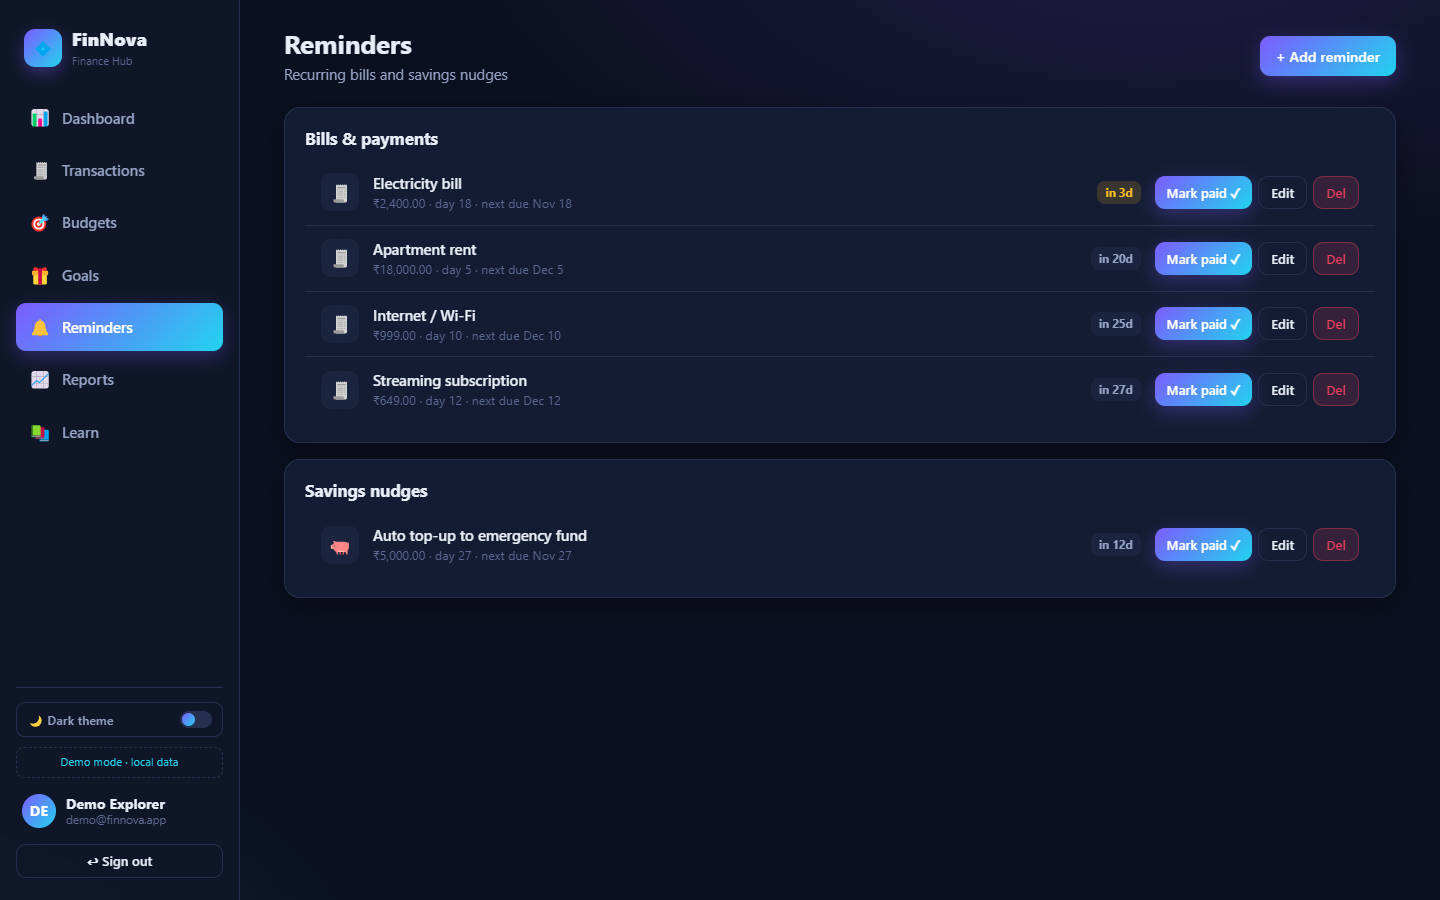 FinNova
Finance Hub
Dashboard
Transactions
Budgets
Goals
Reminders
Reports
Learn
Dark theme
Demo mode · local data
DE
Demo Explorer
demo@finnova.app
↩ Sign out
Reminders
Recurring bills and savings nudges
+ Add reminder
Bills & payments
Electricity bill
₹2,400.00 · day 18 · next due Nov 18
in 3d
Mark paid ✓
Edit
Del
Apartment rent
₹18,000.00 · day 5 · next due Dec 5
in 20d
Mark paid ✓
Edit
Del
Internet / Wi-Fi
₹999.00 · day 10 · next due Dec 10
in 25d
Mark paid ✓
Edit
Del
Streaming subscription
₹649.00 · day 12 · next due Dec 12
in 27d
Mark paid ✓
Edit
Del
Savings nudges
Auto top-up to emergency fund
₹5,000.00 · day 27 · next due Nov 27
in 12d
Mark paid ✓
Edit
Del